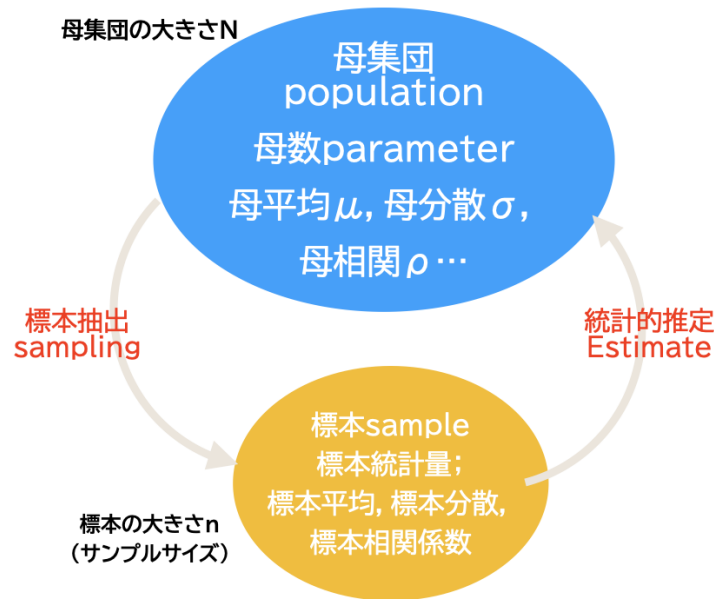 母集団の大きさN
母集団
population
母数parameter
母平均μ, 母分散σ,
母相関ρ…
標本抽出
sampling
統計的推定
Estimate
標本sample
標本統計量;
標本平均, 標本分散,
標本相関係数
標本の大きさn
(サンプルサイズ)